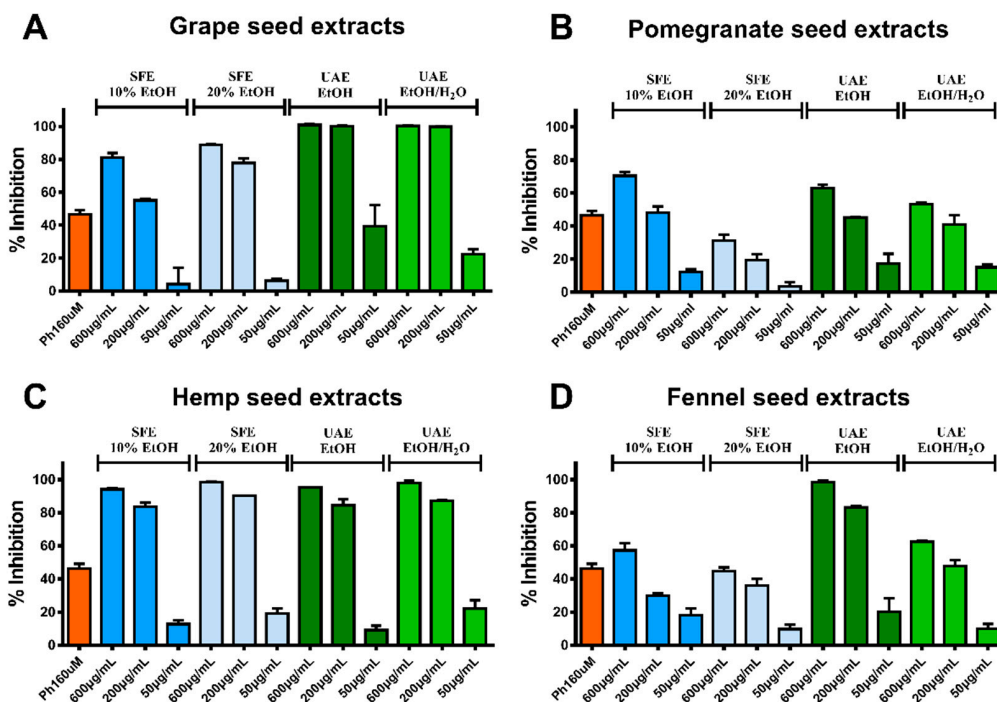 A
Grape seed extracts
SFE
10% EtOH
SFE
20% EtOH
UAE
EtOH
UAE
EtOH/H₂O
% Inhibition
100
80
60
40
20
0
Ph160uM
600µg/mL
200µg/mL
50µg/mL
600µg/mL
200µg/mL
50µg/mL
600µg/mL
200µg/mL
50µg/mL
600µg/mL
200µg/mL
50µg/mL
B
Pomegranate seed extracts
SFE
10% EtOH
SFE
20% EtOH
UAE
EtOH
UAE
EtOH/H₂O
% Inhibition
100
80
60
40
20
0
Ph160uM
600µg/mL
200µg/mL
50µg/ml
600µg/mL
200µg/mL
50µg/ml
600µg/mL
200µg/mL
50µg/ml
600µg/mL
200µg/mL
50µg/ml
C
Hemp seed extracts
SFE
10% EtOH
SFE
20% EtOH
UAE
EtOH
UAE
EtOH/H₂O
% Inhibition
100
80
60
40
20
0
Ph160uM
600µg/mL
200µg/mL
50µg/mL
600µg/mL
200µg/mL
50µg/mL
600µg/mL
200µg/mL
50µg/mL
600µg/mL
200µg/mL
50µg/mL
D
Fennel seed extracts
SFE
10% EtOH
SFE
20% EtOH
UAE
EtOH
UAE
EtOH/H₂O
% Inhibition
100
80
60
40
20
0
Ph160uM
600µg/mL
200µg/mL
50µg/mL
600µg/mL
200µg/mL
50µg/mL
600µg/mL
200µg/mL
50µg/mL
600µg/mL
200µg/mL
50µg/mL